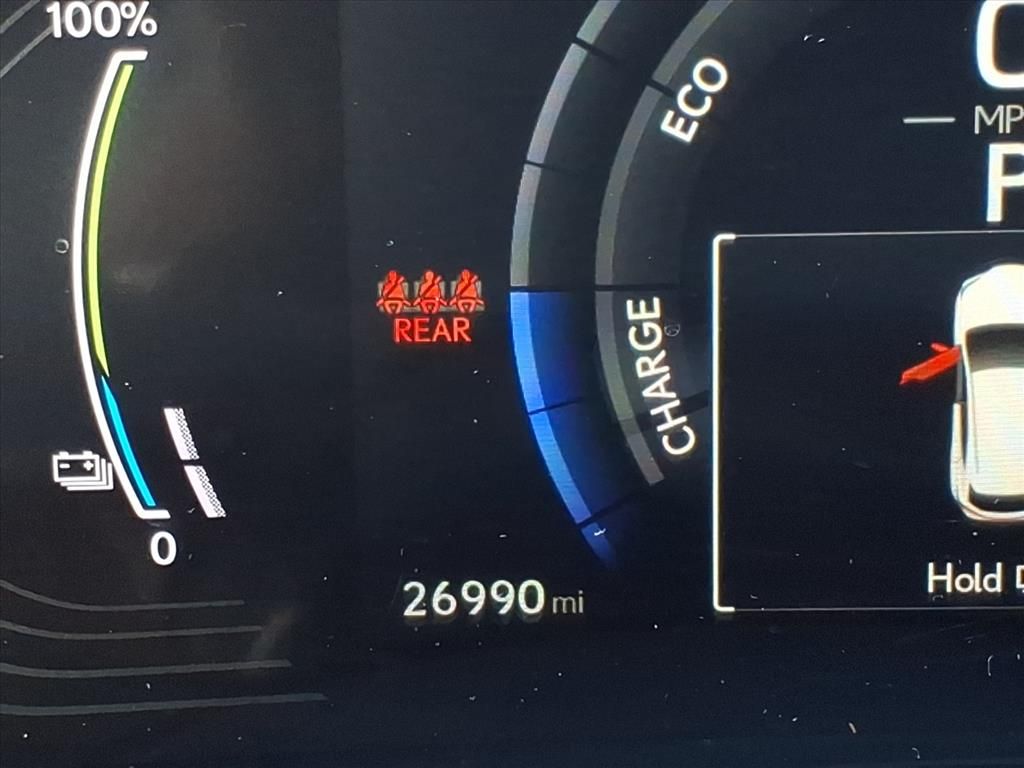 100%
ECO
MP
P
REAR
CHARGE
0
26990 mi
Hold